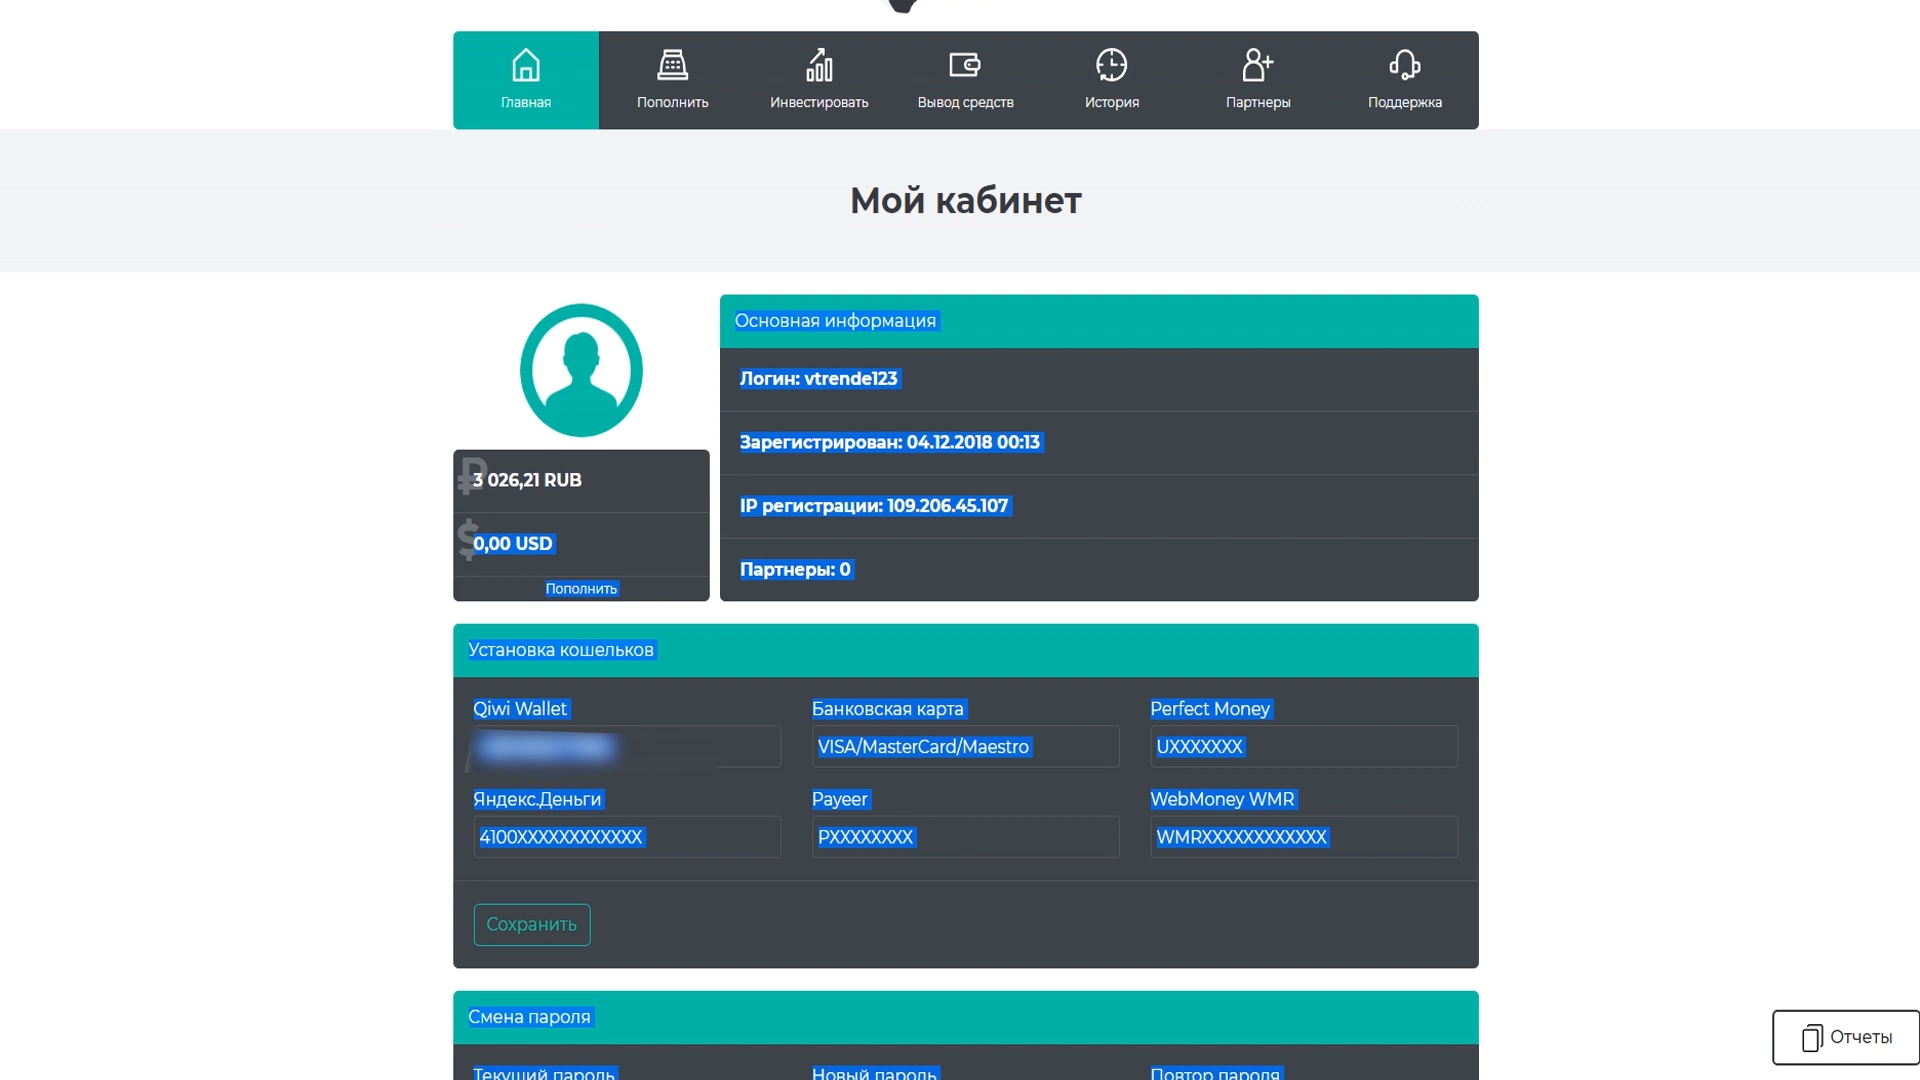 Главная
Пополнить
Инвестировать
Вывод средств
История
Партнеры
Поддержка
Мой кабинет
3 026,21 RUB
0,00 USD
Пополнить
Основная информация
Логин: vtrende123
Зарегистрирован: 04.12.2018 00:13
IP регистрации: 109.206.45.107
Партнеры: 0
Установка кошельков
Qiwi Wallet
Банковская карта
VISA/MasterCard/Maestro
Perfect Money
UXXXXXXX
Яндекс.Деньги
4100XXXXXXXXXXXX
Payeer
PXXXXXXXX
WebMoney WMR
WMRXXXXXXXXXXXX
Сохранить
Смена пароля
Текущий пароль
Новый пароль
Повтор пароля
Отчеты